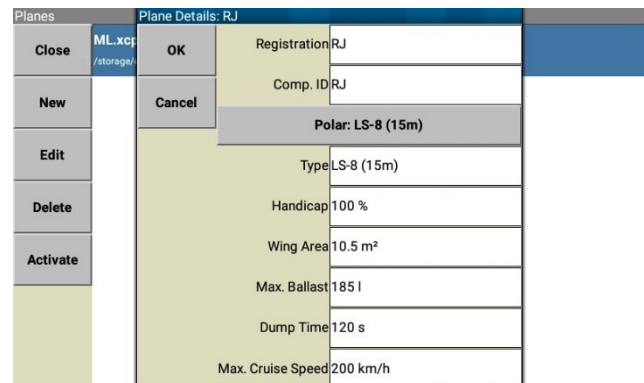 Planes
Close
New
Edit
Delete
Activate
ML.xcp
/storage/
Plane Details: RJ
OK
Cancel
Registration RJ
Comp. ID RJ
Polar: LS-8 (15m)
Type LS-8 (15m)
Handicap 100 %
Wing Area 10.5 m²
Max. Ballast 185 l
Dump Time 120 s
Max. Cruise Speed 200 km/h